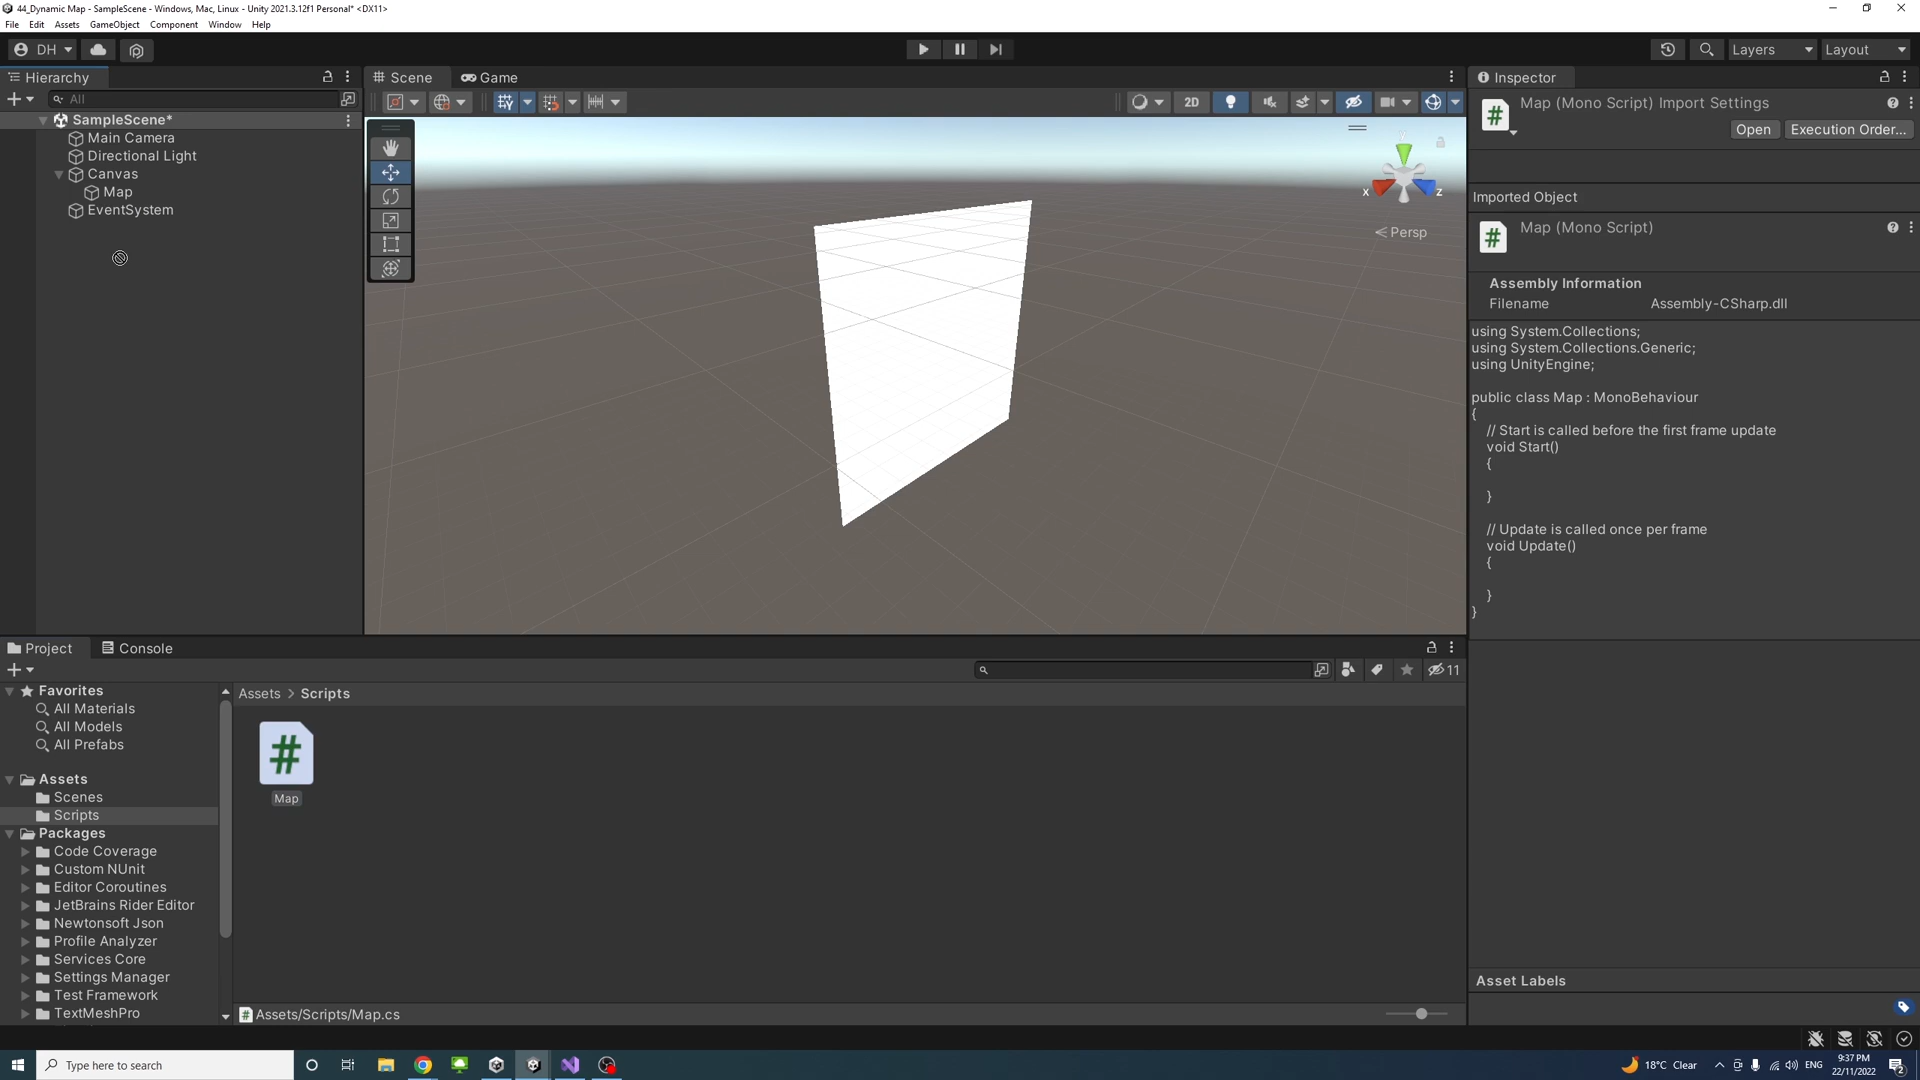 44_Dynamic Map - SampleScene - Windows, Mac, Linux - Unity 2021.3.12f1 Personal* <DX11>
File Edit Assets GameObject Component Window Help
DH
Layers
Layout
Hierarchy
All
SampleScene*
Main Camera
Directional Light
Canvas
Map
EventSystem
Scene
Game
2D
y
x
z
Persp
Inspector
Map (Mono Script) Import Settings
Open
Execution Order...
Imported Object
Map (Mono Script)
Assembly Information
Filename Assembly-CSharp.dll
using System.Collections;
using System.Collections.Generic;
using UnityEngine;
public class Map : MonoBehaviour
{
// Start is called before the first frame update
void Start()
{
}
// Update is called once per frame
void Update()
{
}
}
Asset Labels
Project
Console
11
Favorites
All Materials
All Models
All Prefabs
Assets
Scenes
Scripts
Packages
Code Coverage
Custom NUnit
Editor Coroutines
JetBrains Rider Editor
Newtonsoft Json
Profile Analyzer
Services Core
Settings Manager
Test Framework
TextMeshPro
Assets > Scripts
Map
Assets/Scripts/Map.cs
Type here to search
18°C Clear
ENG
9:37 PM
22/11/2022
2